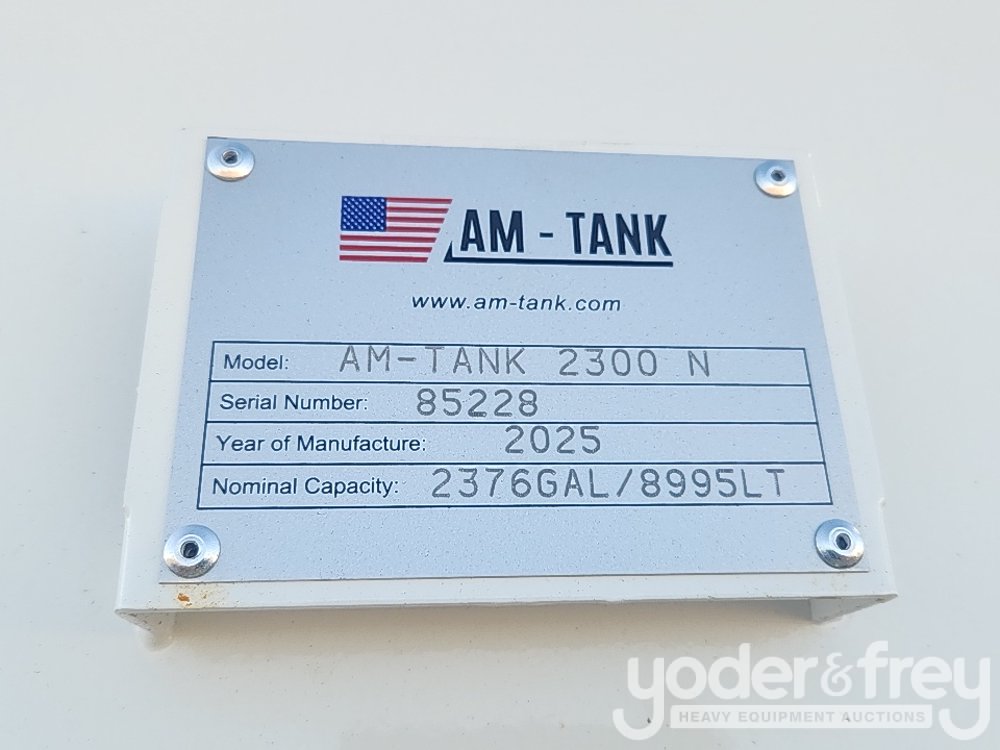 AM - TANK
www.am-tank.com
Model: AM-TANK 2300 N
Serial Number: 85228
Year of Manufacture: 2025
Nominal Capacity: 2376GAL/8995LT
yoder&frey
HEAVY EQUIPMENT AUCTIONS